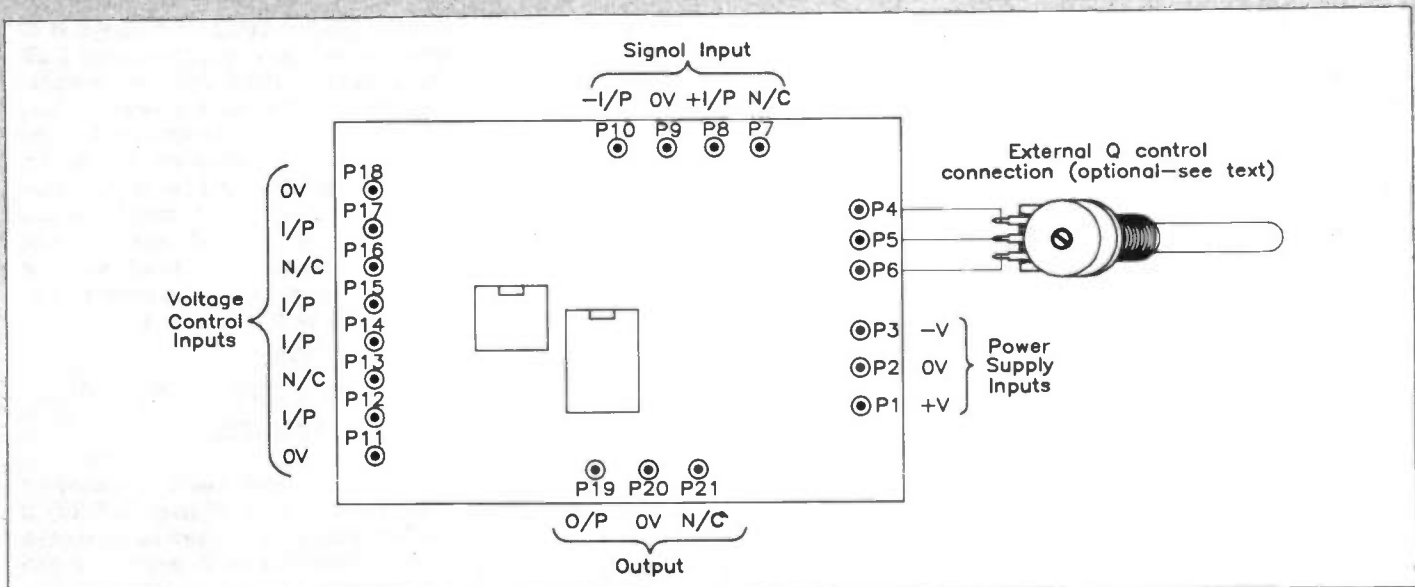 Signol Input
−I/P 0V +I/P N/C
P10 P9 P8 P7
External Q control
connection (optional—see text)
P18
0V
P17
I/P
P16
N/C
P15
I/P
P14
I/P
P13
N/C
P12
I/P
P11
0V
Voltage
Control
Inputs
P4
P5
P6
P3 −V
P2 0V
P1 +V
Power
Supply
Inputs
P19 P20 P21
O/P 0V N/C
Output